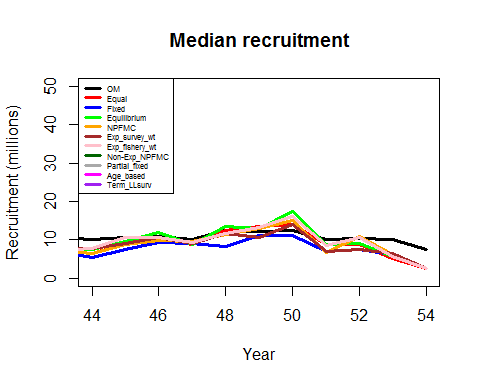 Median recruitment
Recruitment (millions)
50
40
30
20
10
0
OM
Equal
Fixed
Equilibrium
NPFMC
Exp_survey_wt
Exp_fishery_wt
Non-Exp_NPFMC
Partial_fixed
Age_based
Term_LLsurv
44 46 48 50 52 54
Year